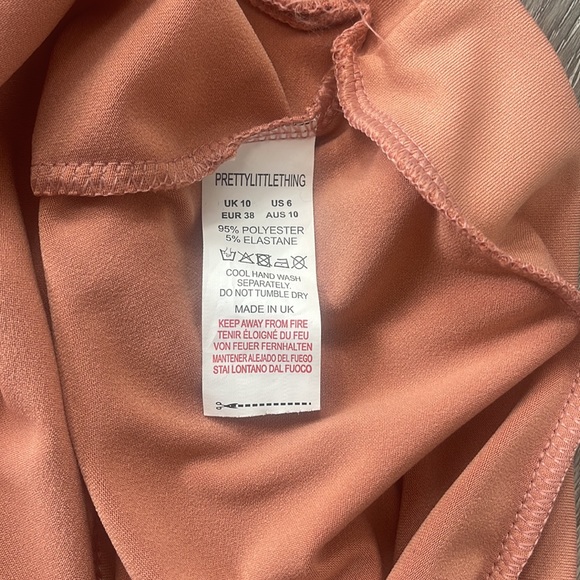 PRETTYLITTLETHING
UK 10 US 6
EUR 38 AUS 10
95% POLYESTER
5% ELASTANE
COOL HAND WASH
SEPARATELY.
DO NOT TUMBLE DRY
MADE IN UK
KEEP AWAY FROM FIRE
TENIR ÉLOIGNÉ DU FEU
VON FEUER FERNHALTEN
MANTENER ALEJADO DEL FUEGO
STAI LONTANO DAL FUOCO